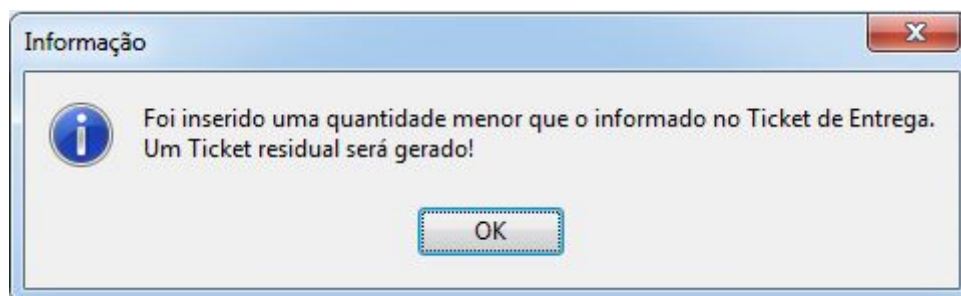 Informação
Foi inserido uma quantidade menor que o informado no Ticket de Entrega.
Um Ticket residual será gerado!
OK